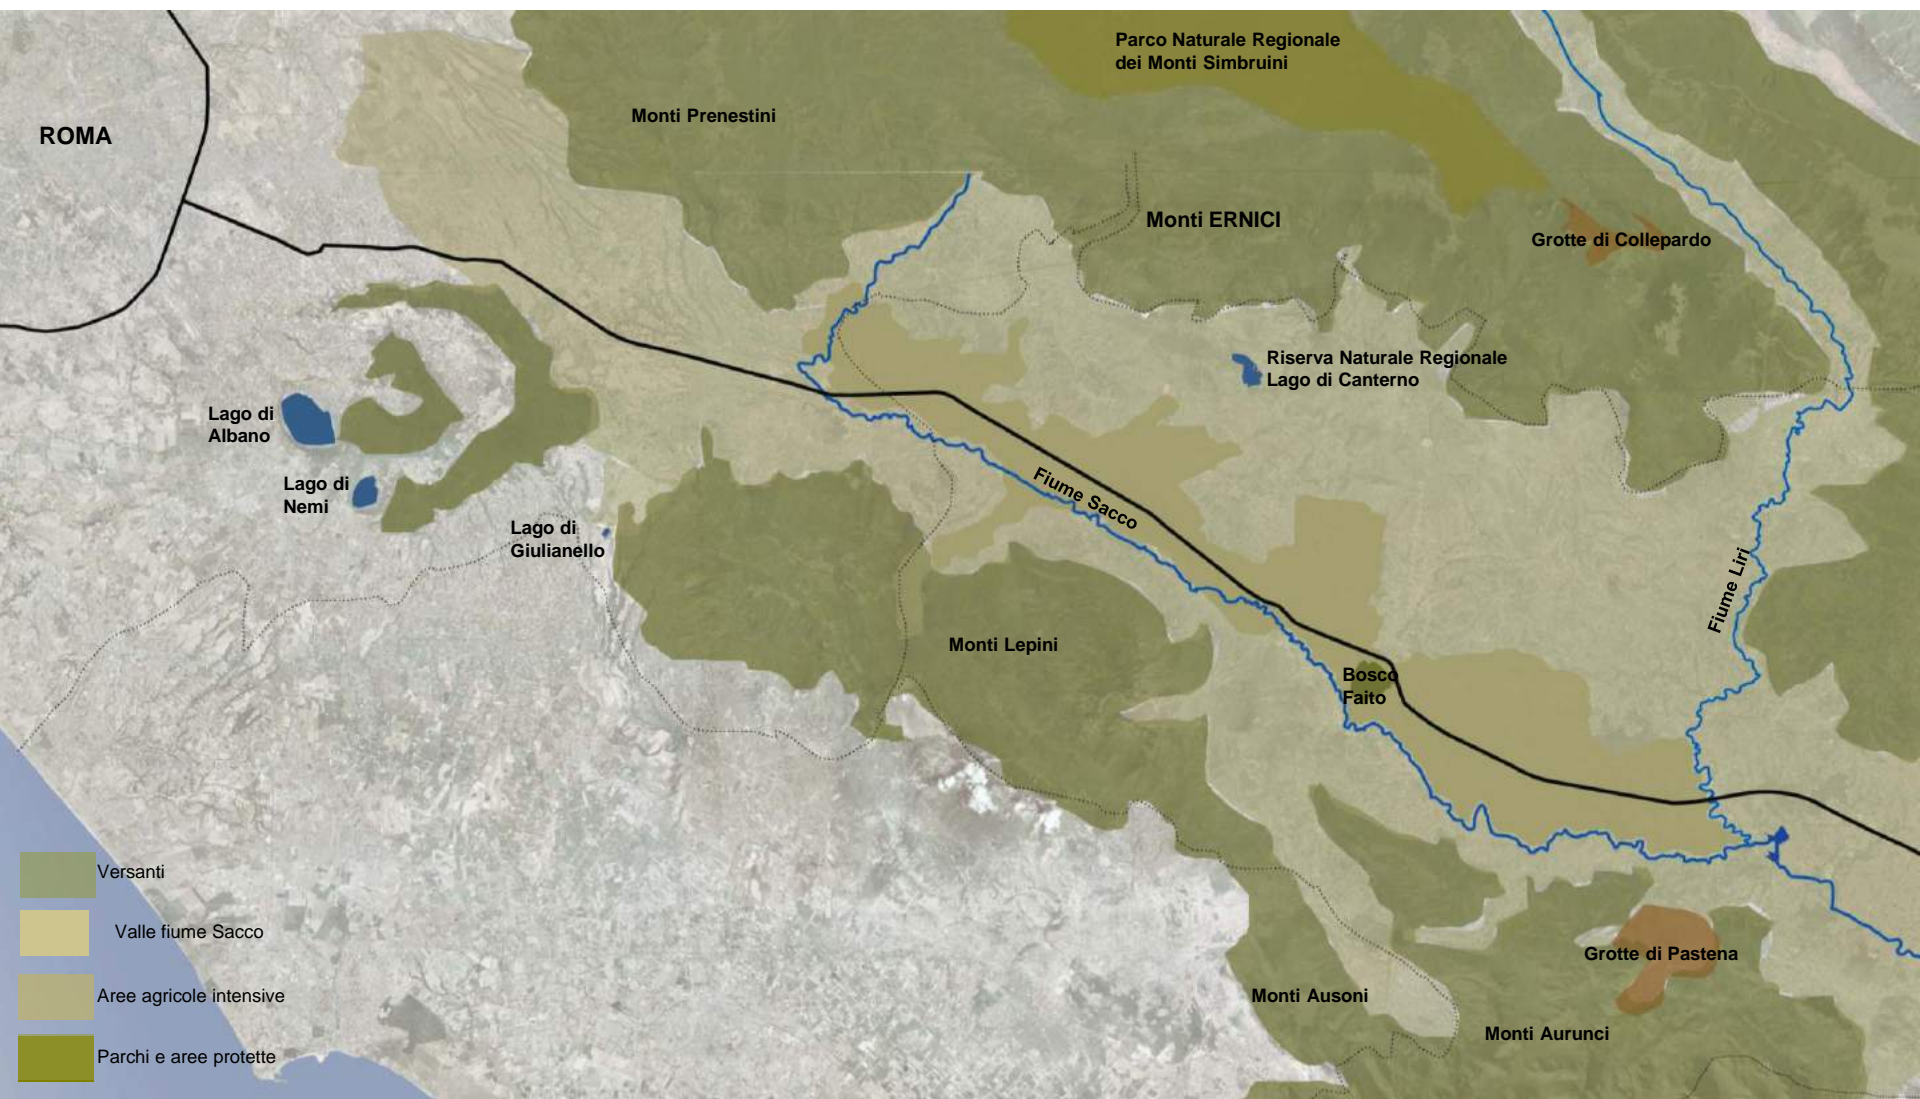 Parco Naturale Regionale
dei Monti Simbruini
Monti Prenestini
ROMA
Monti ERNICI
Grotte di Collepardo
Riserva Naturale Regionale
Lago di Canterno
Lago di
Albano
Lago di
Nemi
Fiume Sacco
Lago di
Giulianello
Fiume Liri
Monti Lepini
Bosco
Faito
Versanti
Valle fiume Sacco
Grotte di Pastena
Aree agricole intensive
Monti Ausoni
Monti Aurunci
Parchi e aree protette